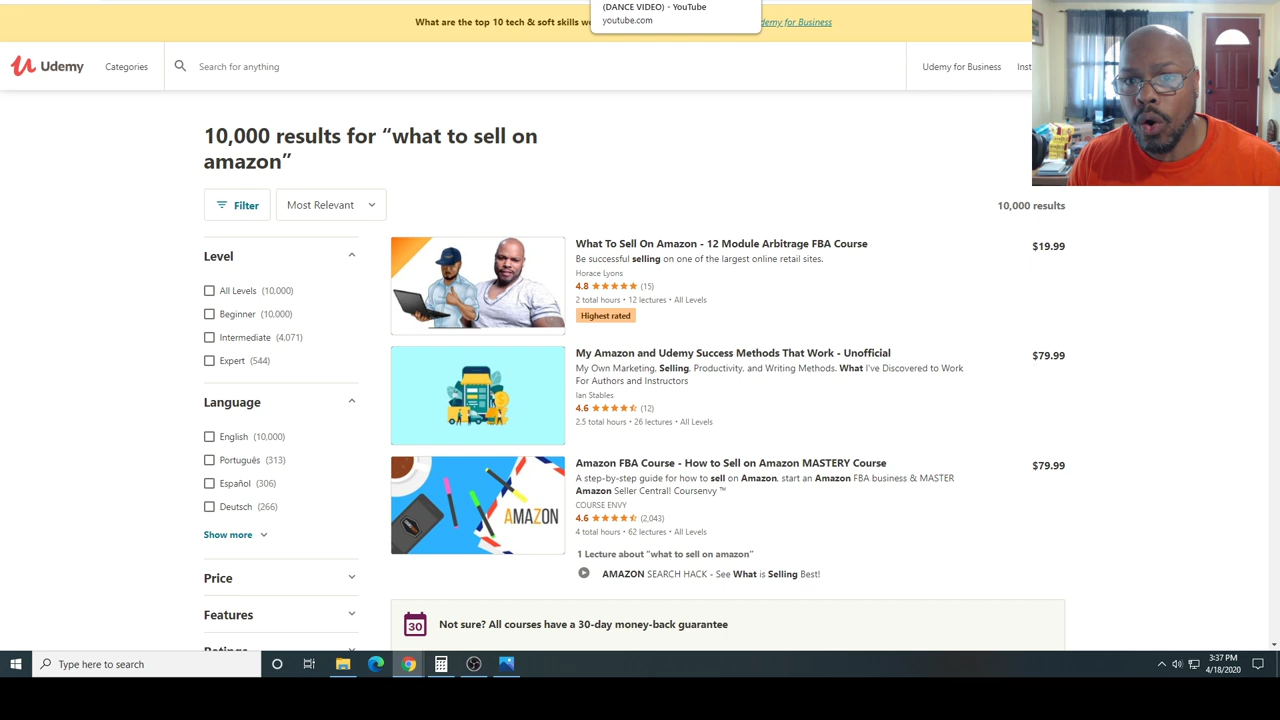 (DANCE VIDEO) - YouTube
youtube.com
What are the top 10 tech & soft skills
Udemy for Business
Udemy
Categories
Search for anything
Udemy for Business
10,000 results for “what to sell on
amazon”
Filter
Most Relevant
10,000 results
Level
All Levels (10,000)
Beginner (10,000)
Intermediate (4,071)
Expert (544)
Language
English (10,000)
Português (313)
Español (306)
Deutsch (266)
Show more
Price
Features
Ratings
What To Sell On Amazon - 12 Module Arbitrage FBA Course
$19.99
Be successful selling on one of the largest online retail sites.
Horace Lyons
4.8 (15)
2 total hours • 12 lectures • All Levels
Highest rated
My Amazon and Udemy Success Methods That Work - Unofficial
$79.99
My Own Marketing, Selling, Productivity, and Writing Methods. What I've Discovered to Work
For Authors and Instructors
Ian Stables
4.6 (12)
2.5 total hours • 26 lectures • All Levels
AMAZON
Amazon FBA Course - How to Sell on Amazon MASTERY Course
$79.99
A step-by-step guide for how to sell on Amazon, start an Amazon FBA business & MASTER
Amazon Seller Central! Coursenvy ™
COURSE ENVY
4.6 (2,043)
4 total hours • 62 lectures • All Levels
1 Lecture about “what to sell on amazon”
AMAZON SEARCH HACK - See What is Selling Best!
30
Not sure? All courses have a 30-day money-back guarantee
Type here to search
3:37 PM
4/18/2020